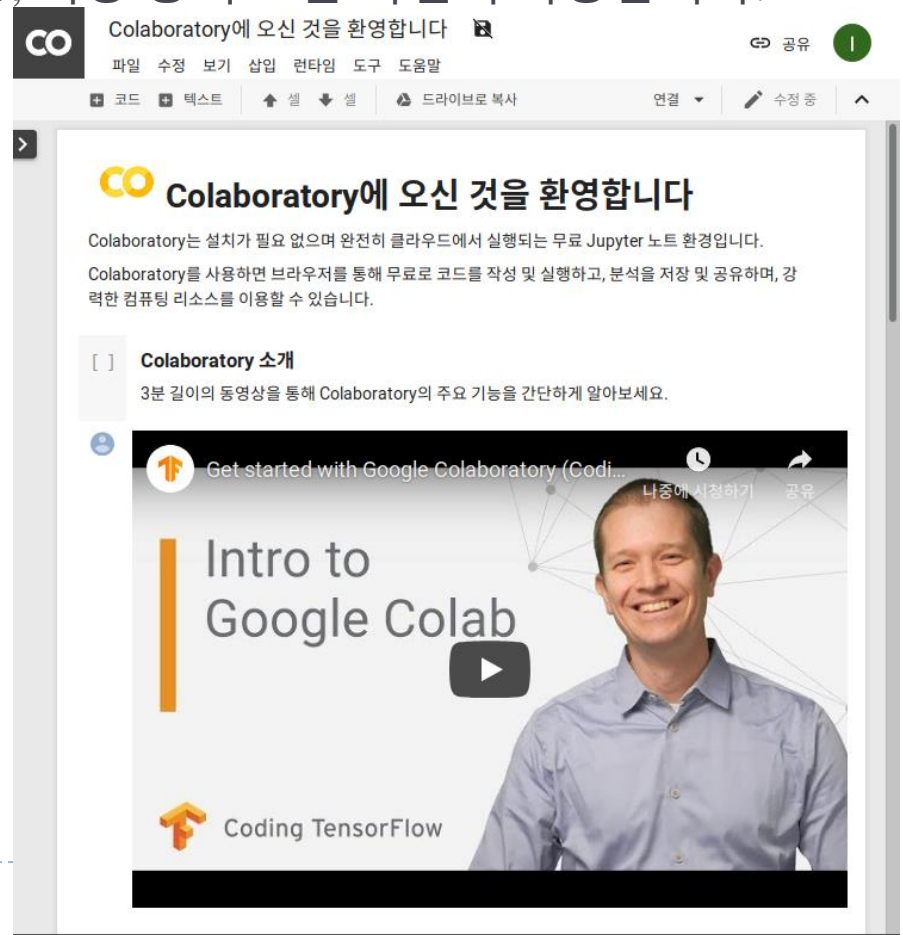 CO Colaboratory에 오신 것을 환영합니다
공유 I
파일 수정 보기 삽입 런타임 도구 도움말
코드 텍스트 셀 셀 드라이브로 복사 연결 수정 중
CO Colaboratory에 오신 것을 환영합니다
Colaboratory는 설치가 필요 없으며 완전히 클라우드에서 실행되는 무료 Jupyter 노트 환경입니다.
Colaboratory를 사용하면 브라우저를 통해 무료로 코드를 작성 및 실행하고, 분석을 저장 및 공유하며, 강
력한 컴퓨팅 리소스를 이용할 수 있습니다.
[ ] Colaboratory 소개
3분 길이의 동영상을 통해 Colaboratory의 주요 기능을 간단하게 알아보세요.
Get started with Google Colaboratory (Codi...
나중에 시청하기 공유
Intro to
Google Colab
Coding TensorFlow